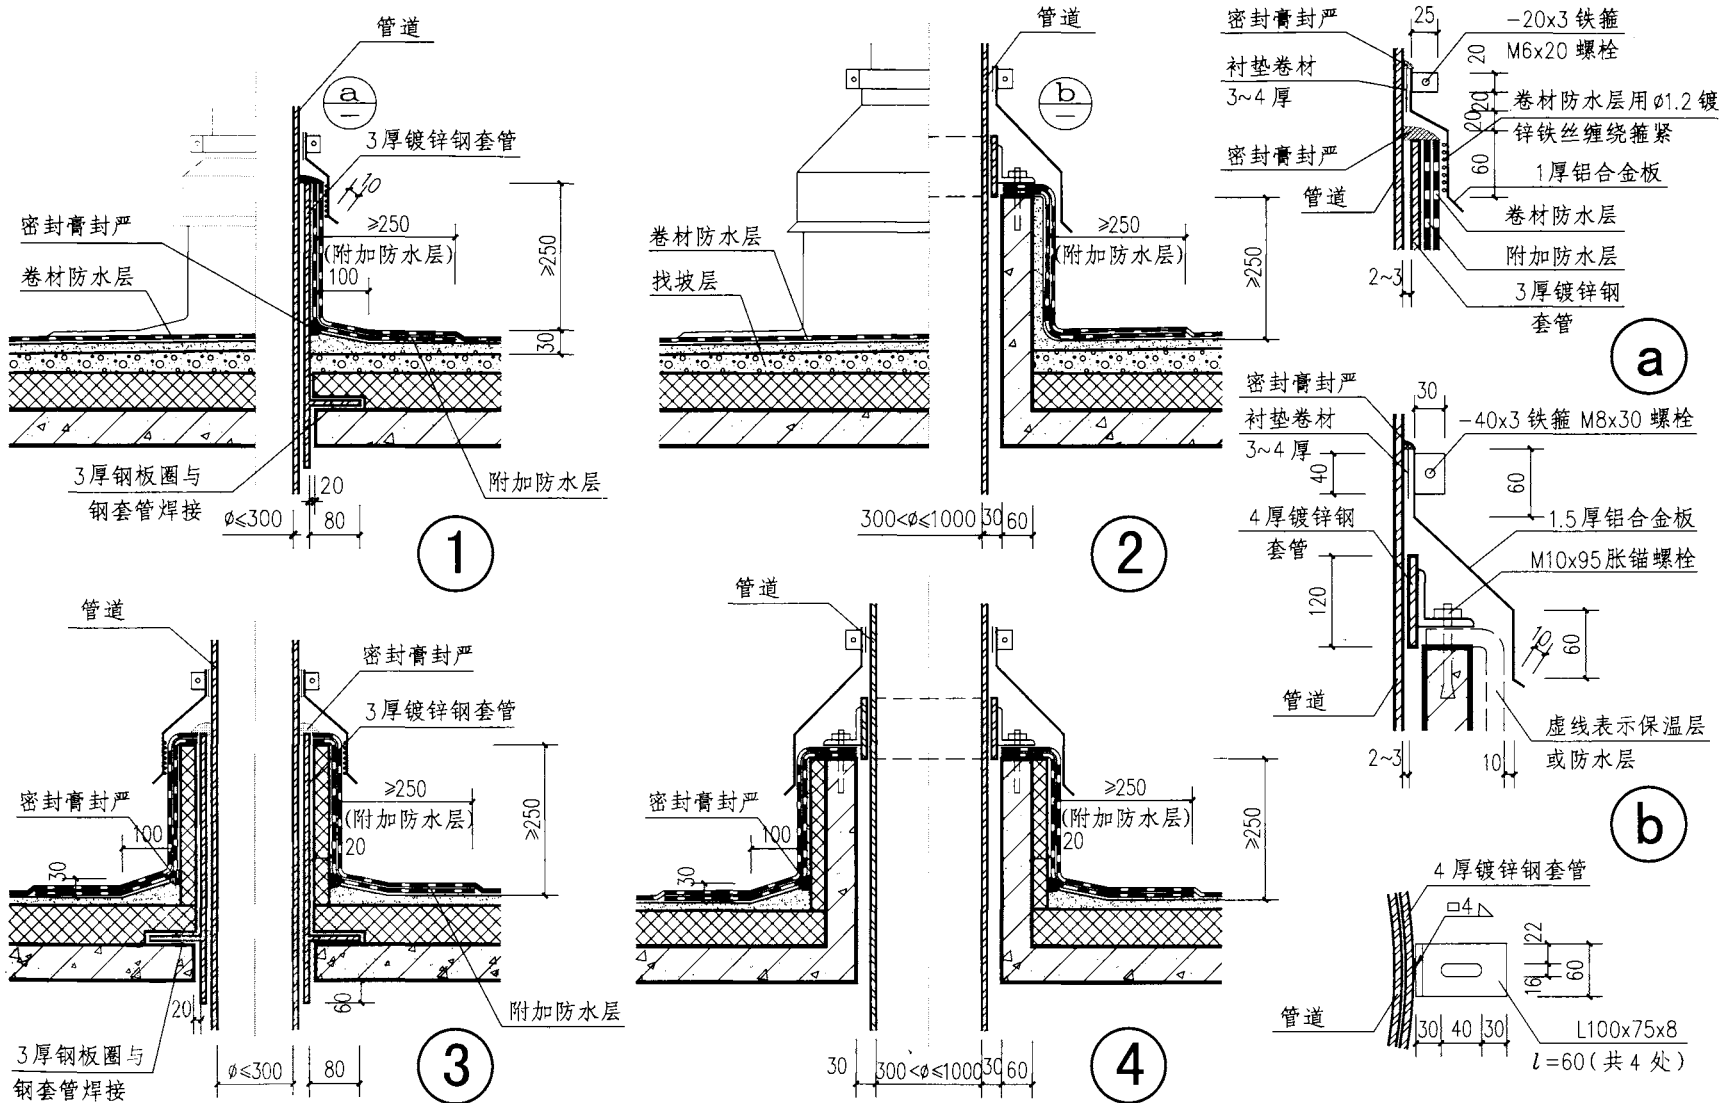 管道
a
—
3厚镀锌钢套管
10
密封膏封严
≥250
(附加防水层)
卷材防水层
100
≥250
30
3厚钢板圈与
钢套管焊接
20
附加防水层
ø≤300
80
1
管道
b
—
≥250
(附加防水层)
卷材防水层
找坡层
≥250
300<ø≤1000
30
60
2
密封膏封严
25
—20x3 铁箍
M6x20 螺栓
衬垫卷材
3~4 厚
20
20
20
60
卷材防水层用ø1.2 镀
锌铁丝缠绕箍紧
密封膏封严
1厚铝合金板
管道
卷材防水层
附加防水层
2~3
3厚镀锌钢
套管
a
密封膏封严
30
衬垫卷材
3~4 厚
—40x3 铁箍 M8x30 螺栓
40
60
4厚镀锌钢
套管
1.5厚铝合金板
M10x95胀锚螺栓
120
10
60
管道
虚线表示保温层
或防水层
2~3
10
b
管道
密封膏封严
3厚镀锌钢套管
密封膏封严
≥250
(附加防水层)
100
20
≥250
30
20
60
附加防水层
3厚钢板圈与
钢套管焊接
ø≤300
80
3
管道
密封膏封严
≥250
(附加防水层)
100
20
≥250
30
30
300<ø≤1000
30
60
4
4 厚镀锌钢套管
4
22
16
60
管道
30
40
30
L100x75x8
l=60(共 4 处)